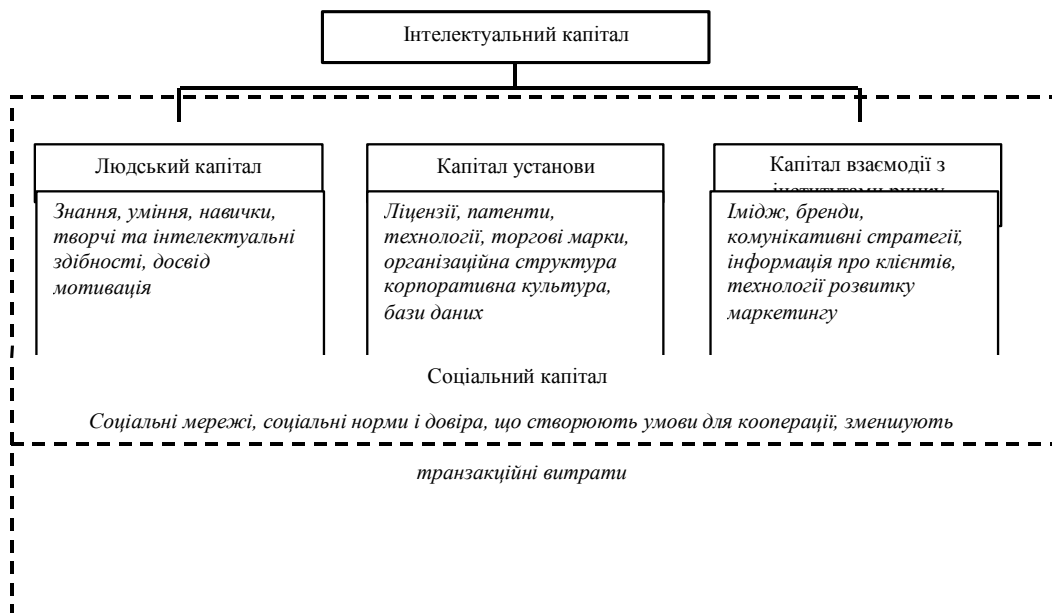 Інтелектуальний капітал
Людський капітал
Знання, уміння, навички,
творчі та інтелектуальні
здібності, досвід
мотивація
Капітал установи
Ліцензії, патенти,
технології, торгові марки,
організаційна структура
корпоративна культура,
бази даних
Капітал взаємодії з
інститутами ринку
Імідж, бренди,
комунікативні стратегії,
інформація про клієнтів,
технології розвитку
маркетингу
Соціальний капітал
Соціальні мережі, соціальні норми і довіра, що створюють умови для кооперації, зменшують
транзакційні витрати